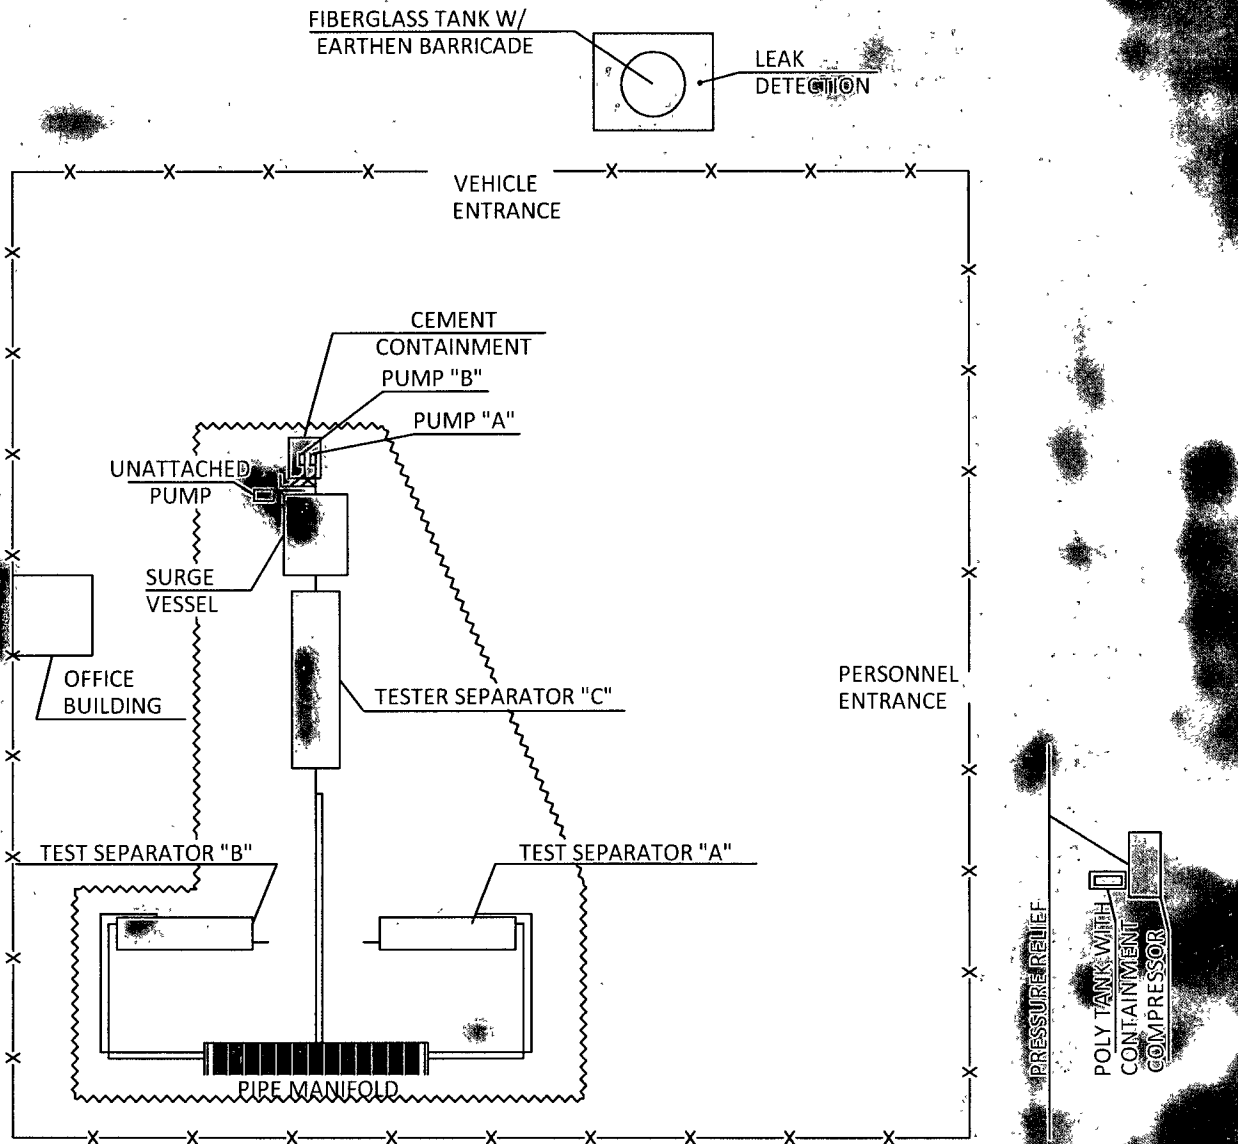 FIBERGLASS TANK W/
EARTHEN BARRICADE
LEAK
DETECTION
VEHICLE
ENTRANCE
CEMENT
CONTAINMENT
PUMP "B"
PUMP "A"
UNATTACHED
PUMP
SURGE
VESSEL
OFFICE
BUILDING
TESTER SEPARATOR "C"
PERSONNEL
ENTRANCE
TEST SEPARATOR "B"
TEST SEPARATOR "A"
PIPE MANIFOLD
PRESSURE RELIEF
POLY TANK WITH
CONTAINMENT
COMPRESSOR